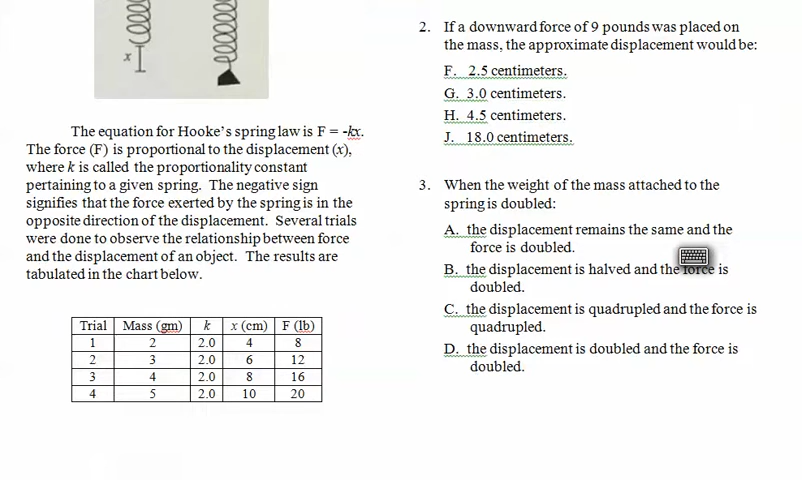 x
The equation for Hooke's spring law is F = -kx.
The force (F) is proportional to the displacement (x),
where k is called the proportionality constant
pertaining to a given spring. The negative sign
signifies that the force exerted by the spring is in the
opposite direction of the displacement. Several trials
were done to observe the relationship between force
and the displacement of an object. The results are
tabulated in the chart below.
Trial Mass (gm) k x (cm) F (lb)
1 2 2.0 4 8
2 3 2.0 6 12
3 4 2.0 8 16
4 5 2.0 10 20
2. If a downward force of 9 pounds was placed on
the mass, the approximate displacement would be:
F. 2.5 centimeters.
G. 3.0 centimeters.
H. 4.5 centimeters.
J. 18.0 centimeters.
3. When the weight of the mass attached to the
spring is doubled:
A. the displacement remains the same and the
force is doubled.
B. the displacement is halved and the force is
doubled.
C. the displacement is quadrupled and the force is
quadrupled.
D. the displacement is doubled and the force is
doubled.